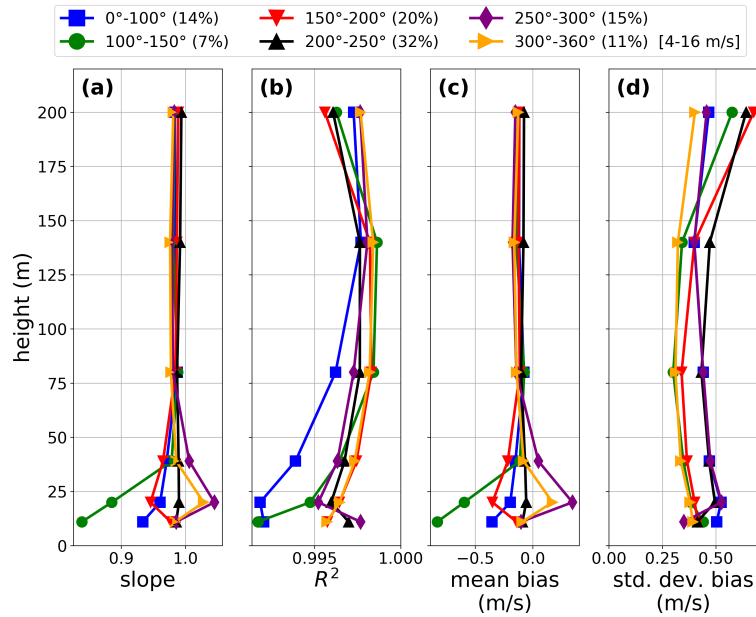 0°-100° (14%) 150°-200° (20%) 250°-300° (15%)
100°-150° (7%) 200°-250° (32%) 300°-360° (11%) [4-16 m/s]
(a) (b) (c) (d)
200
175
150
125
100
75
50
25
0
height (m)
0.9 1.0 0.995 1.000 −0.5 0.0 0.00 0.25 0.50
slope R² mean bias std. dev. bias
(m/s) (m/s)